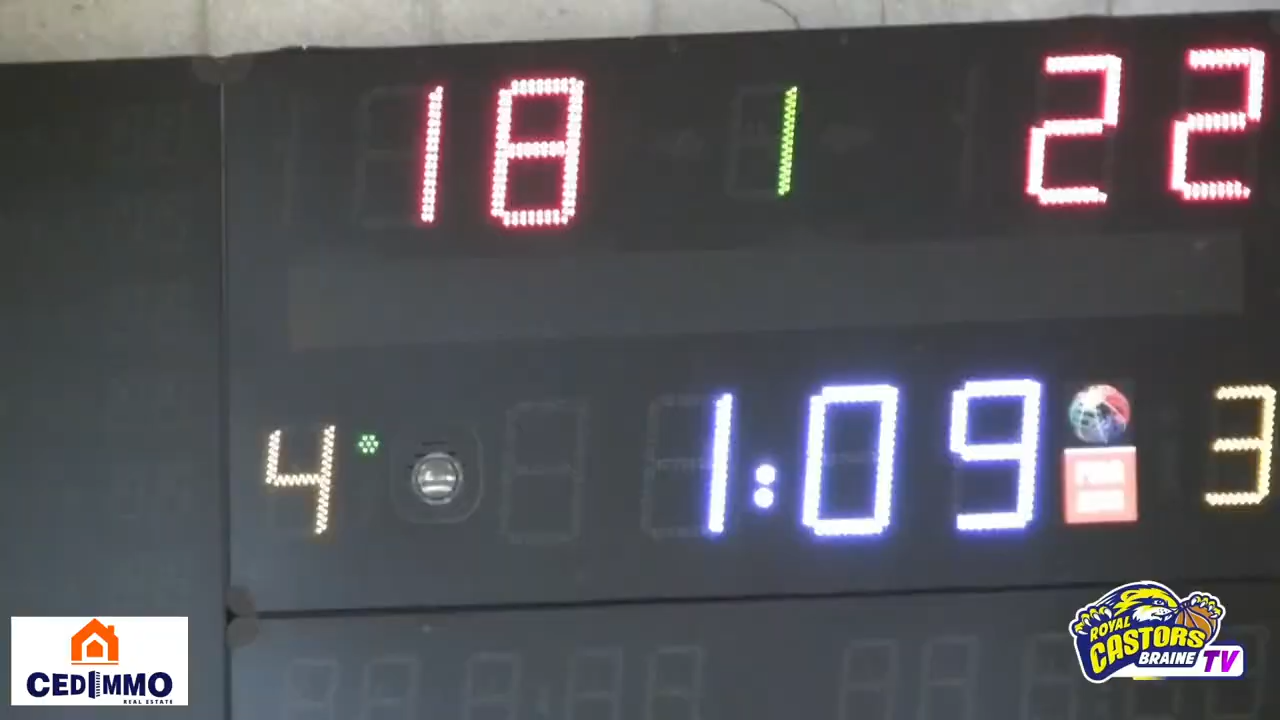 18 1 22
4 1:09 3
CEDIMMO
REAL ESTATE
ROYAL
CASTORS
BRAINE TV